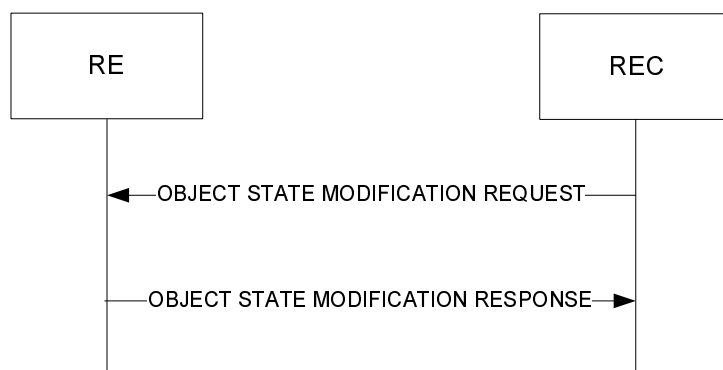 RE
REC
OBJECT STATE MODIFICATION REQUEST
OBJECT STATE MODIFICATION RESPONSE